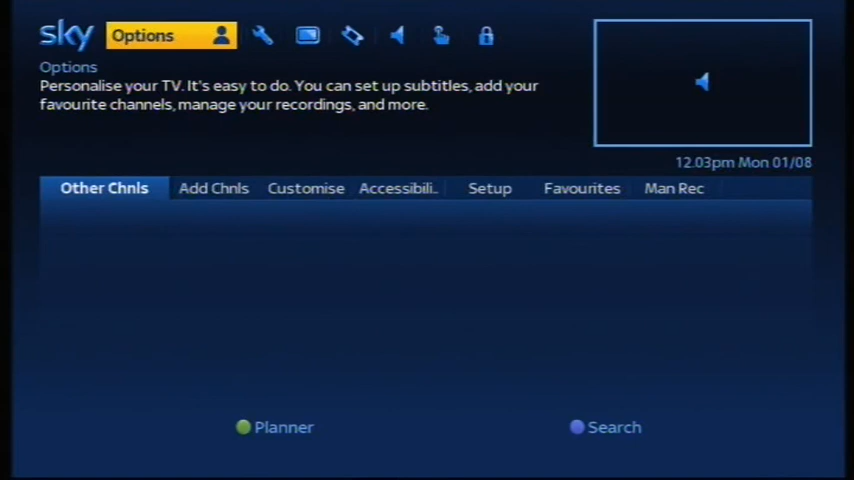 sky Options
Options
Personalise your TV. It's easy to do. You can set up subtitles, add your
favourite channels, manage your recordings, and more.
12.03pm Mon 01/08
Other Chnls Add Chnls Customise Accessibili.. Setup Favourites Man Rec
Planner Search